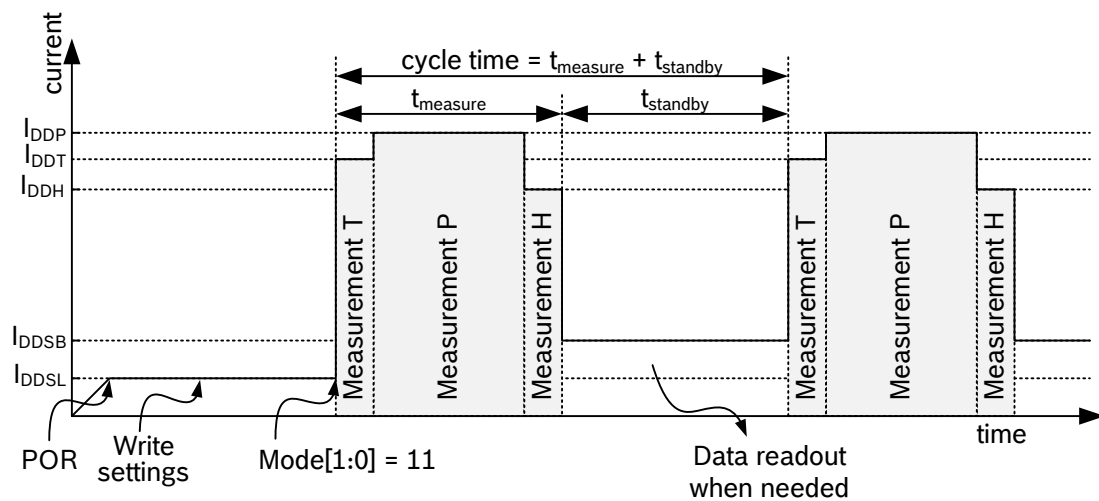 current
cycle time = tmeasure + tstandby
tmeasure
tstandby
IDDP
IDDT
IDDH
IDDSB
IDDSL
Measurement T
Measurement P
Measurement H
Measurement T
Measurement P
Measurement H
time
POR
Write
settings
Mode[1:0] = 11
Data readout
when needed